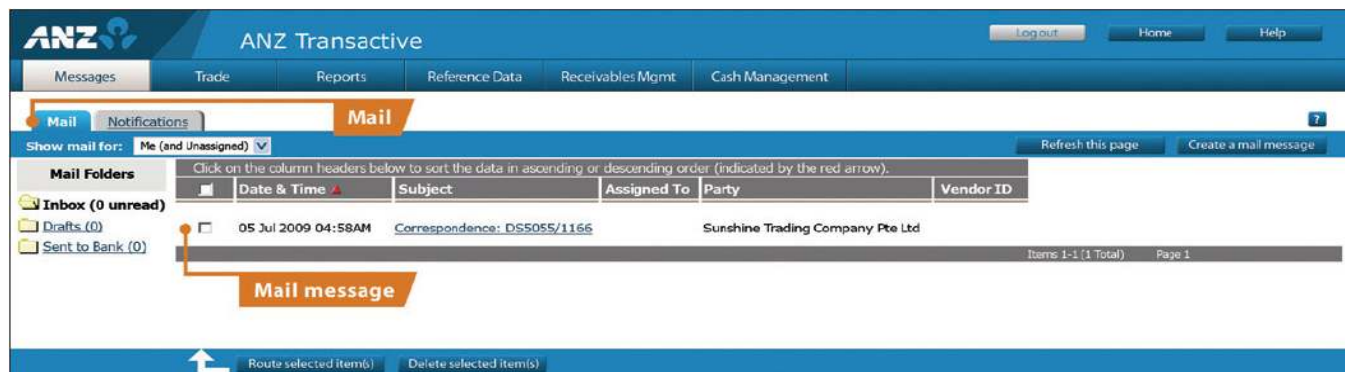 ANZ ANZ Transactive Logout Home Help
Messages Trade Reports Reference Data Receivables Mgmt Cash Management
Mail Notifications Mail ?
Show mail for: Me (and Unassigned) Refresh this page Create a mail message
Mail Folders Click on the column headers below to sort the data in ascending or descending order (indicated by the red arrow).
Date & Time Subject Assigned To Party Vendor ID
Inbox (0 unread)
Drafts (0) 05 Jul 2009 04:58AM Correspondence: DS5055/1166 Sunshine Trading Company Pte Ltd
Sent to Bank (0) Items 1-1 (1 Total) Page 1
Mail message
Route selected item(s) Delete selected item(s)